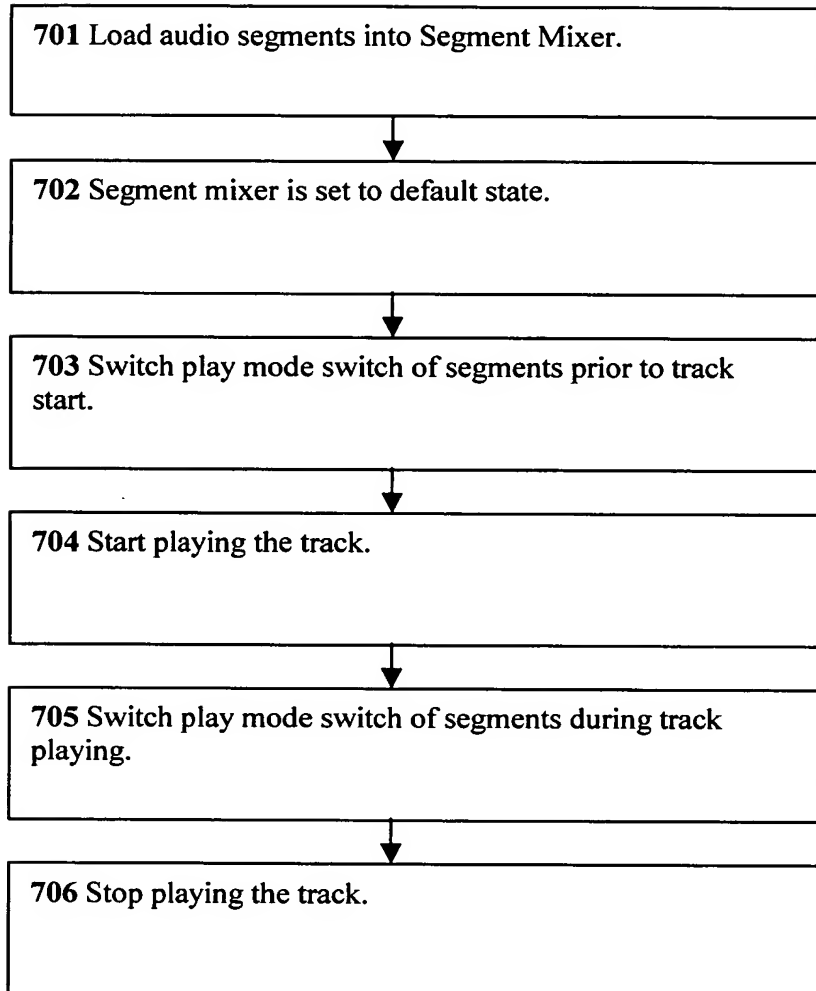 701 Load audio segments into Segment Mixer.
702 Segment mixer is set to default state.
703 Switch play mode switch of segments prior to track
start.
704 Start playing the track.
705 Switch play mode switch of segments during track
playing.
706 Stop playing the track.